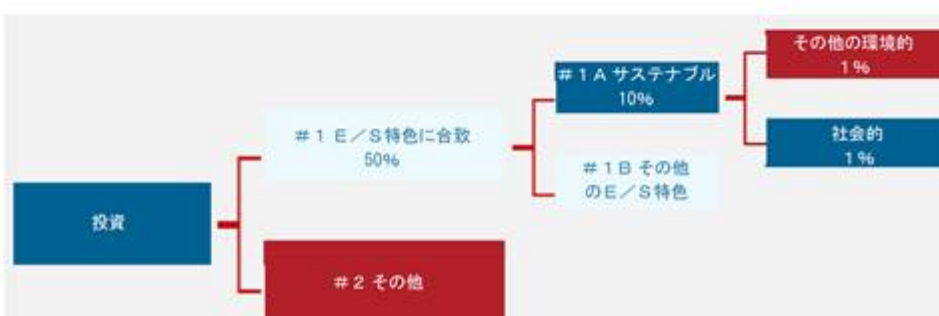 投資
＃１ Ｅ／Ｓ特色に合致
50%
＃２ その他
＃１Ａ サステナブル
10%
＃１Ｂ その他
のＥ／Ｓ特色
その他の環境的
１％
社会的
１％